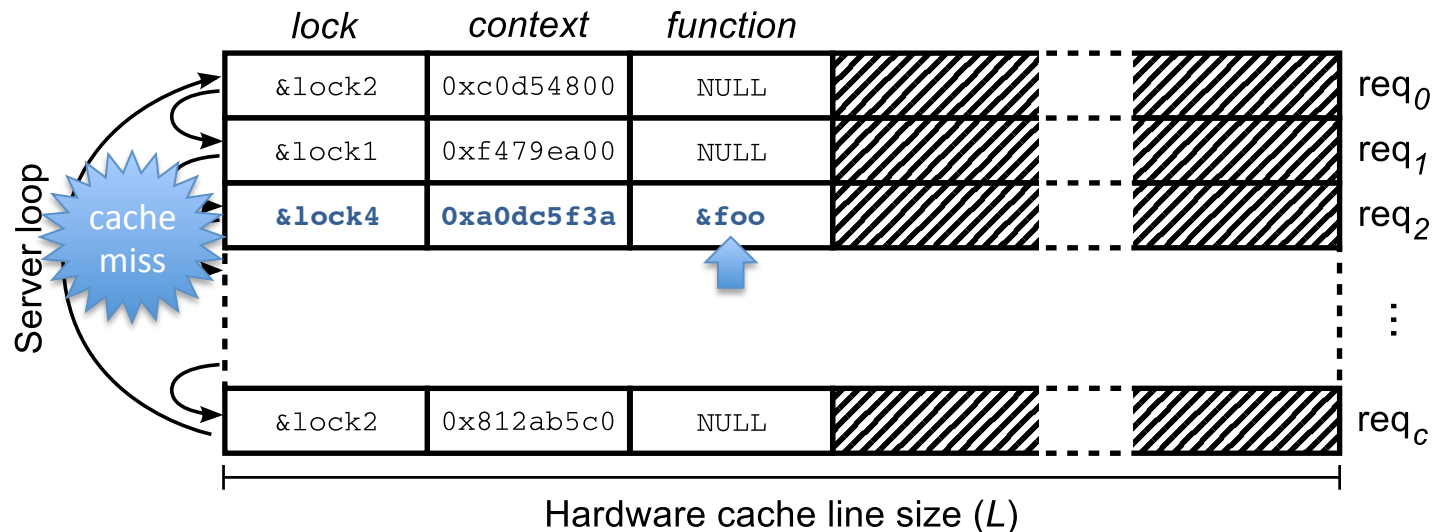 lock context function
&lock2 0xc0d54800 NULL req0
&lock1 0xf479ea00 NULL req1
&lock4 0xa0dc5f3a &foo req2
Server loop
cache
miss
...
&lock2 0x812ab5c0 NULL reqc
Hardware cache line size (L)